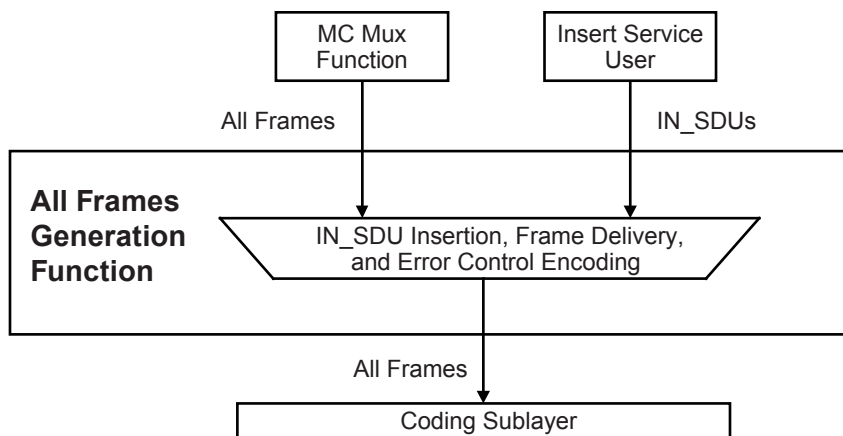 MC Mux
Function
Insert Service
User
All Frames
IN_SDUs
All Frames
Generation
Function
IN_SDU Insertion, Frame Delivery,
and Error Control Encoding
All Frames
Coding Sublayer